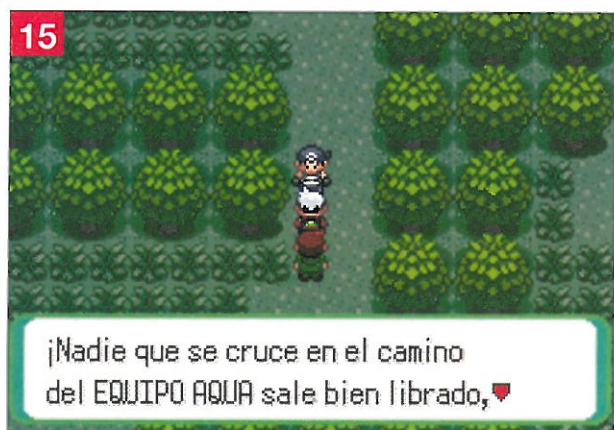 15
¡Nadie que se cruce en el camino
del EQUIPO AQUA sale bien librado,